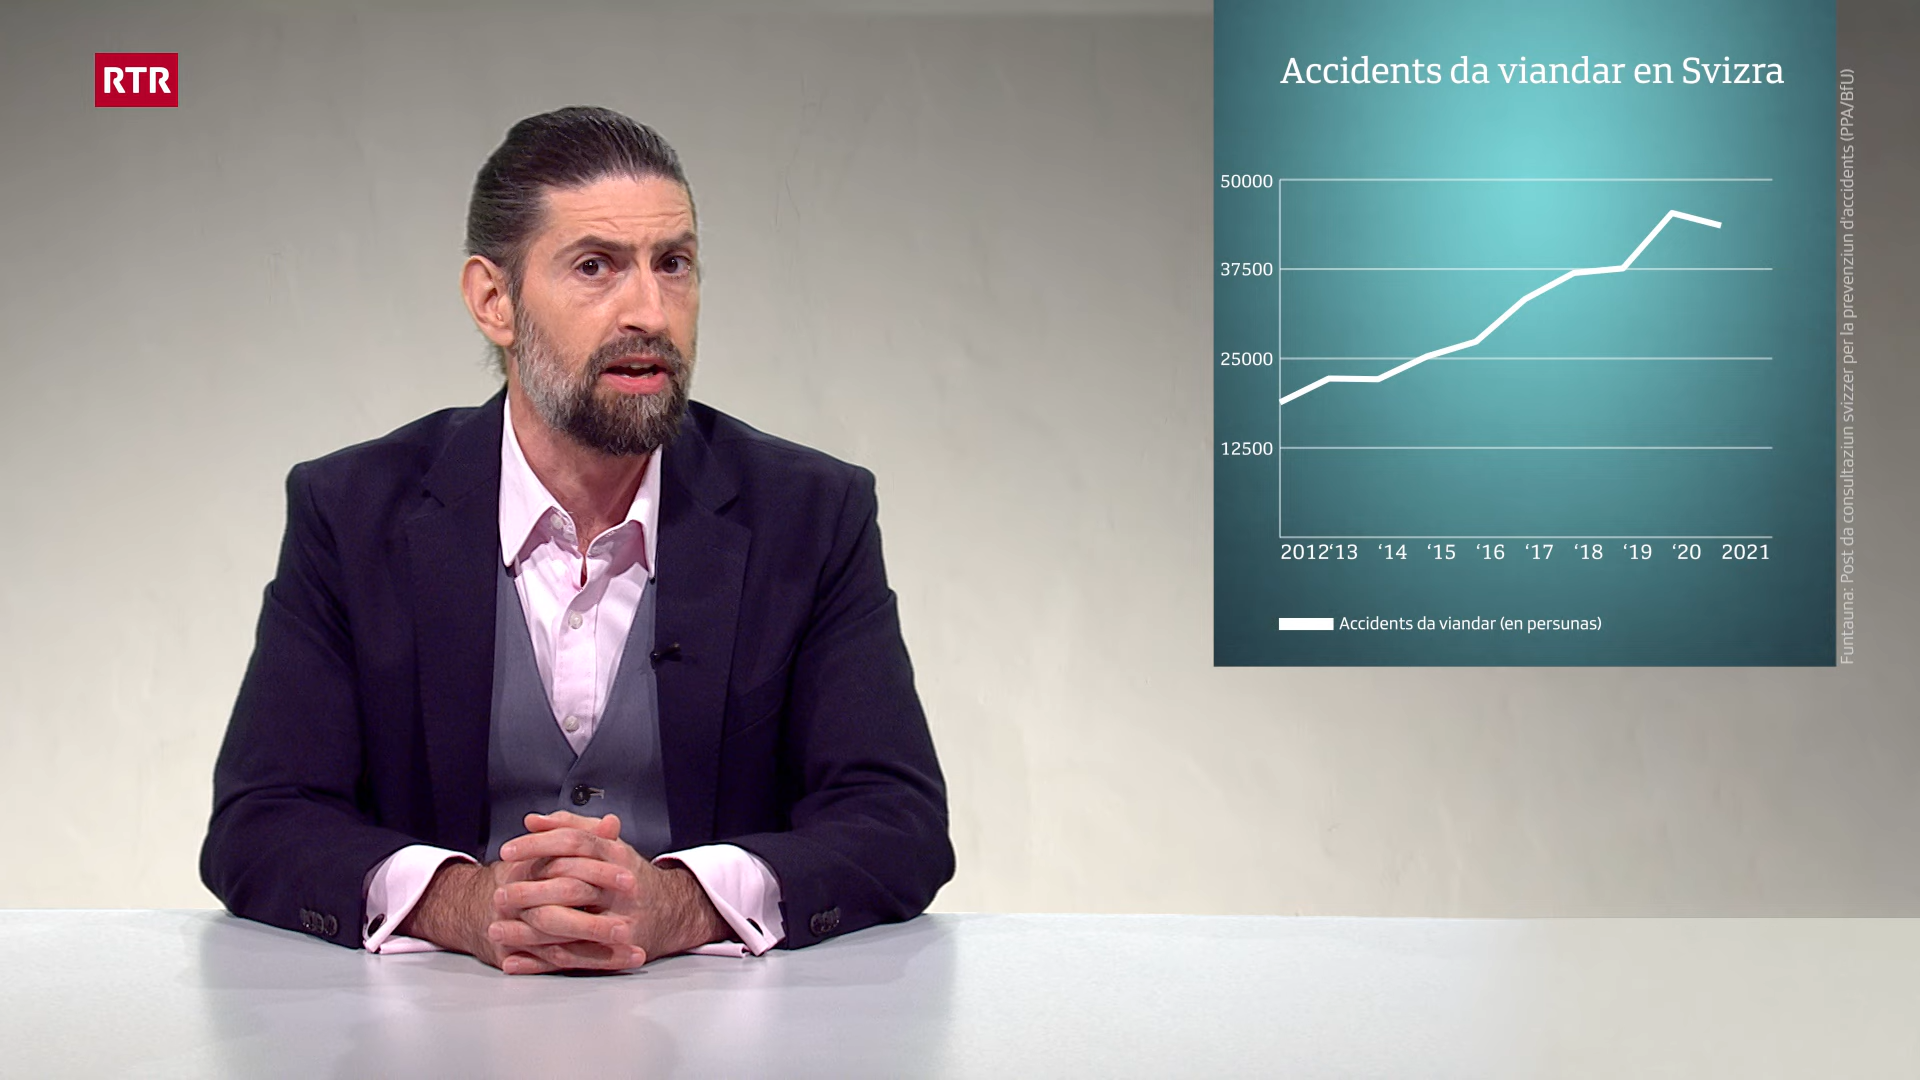 RTR
Accidents da viandar en Svizra
50000
37500
25000
12500
2012‘13 ‘14 ‘15 ‘16 ‘17 ‘18 ‘19 ‘20 2021
Accidents da viandar (en persunas)
Funtauna: Post da consultaziun svizzer per la prevenziun d'accidents (PPA/BfU)